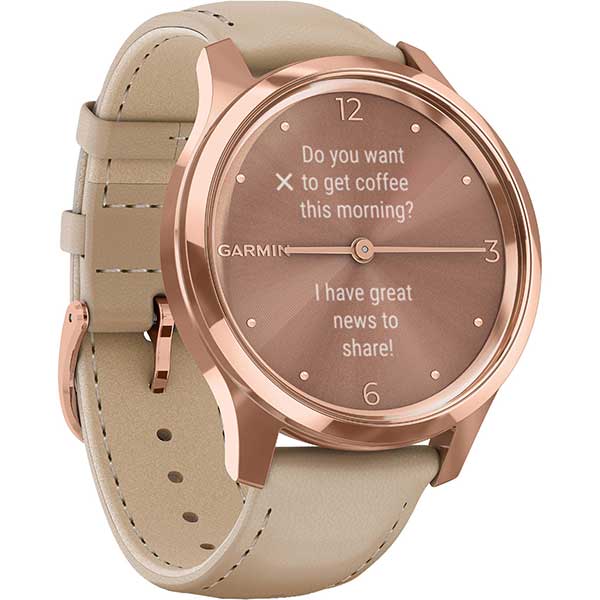 12
Do you want
× to get coffee
this morning?
GARMIN 3
I have great
news to
share!
6